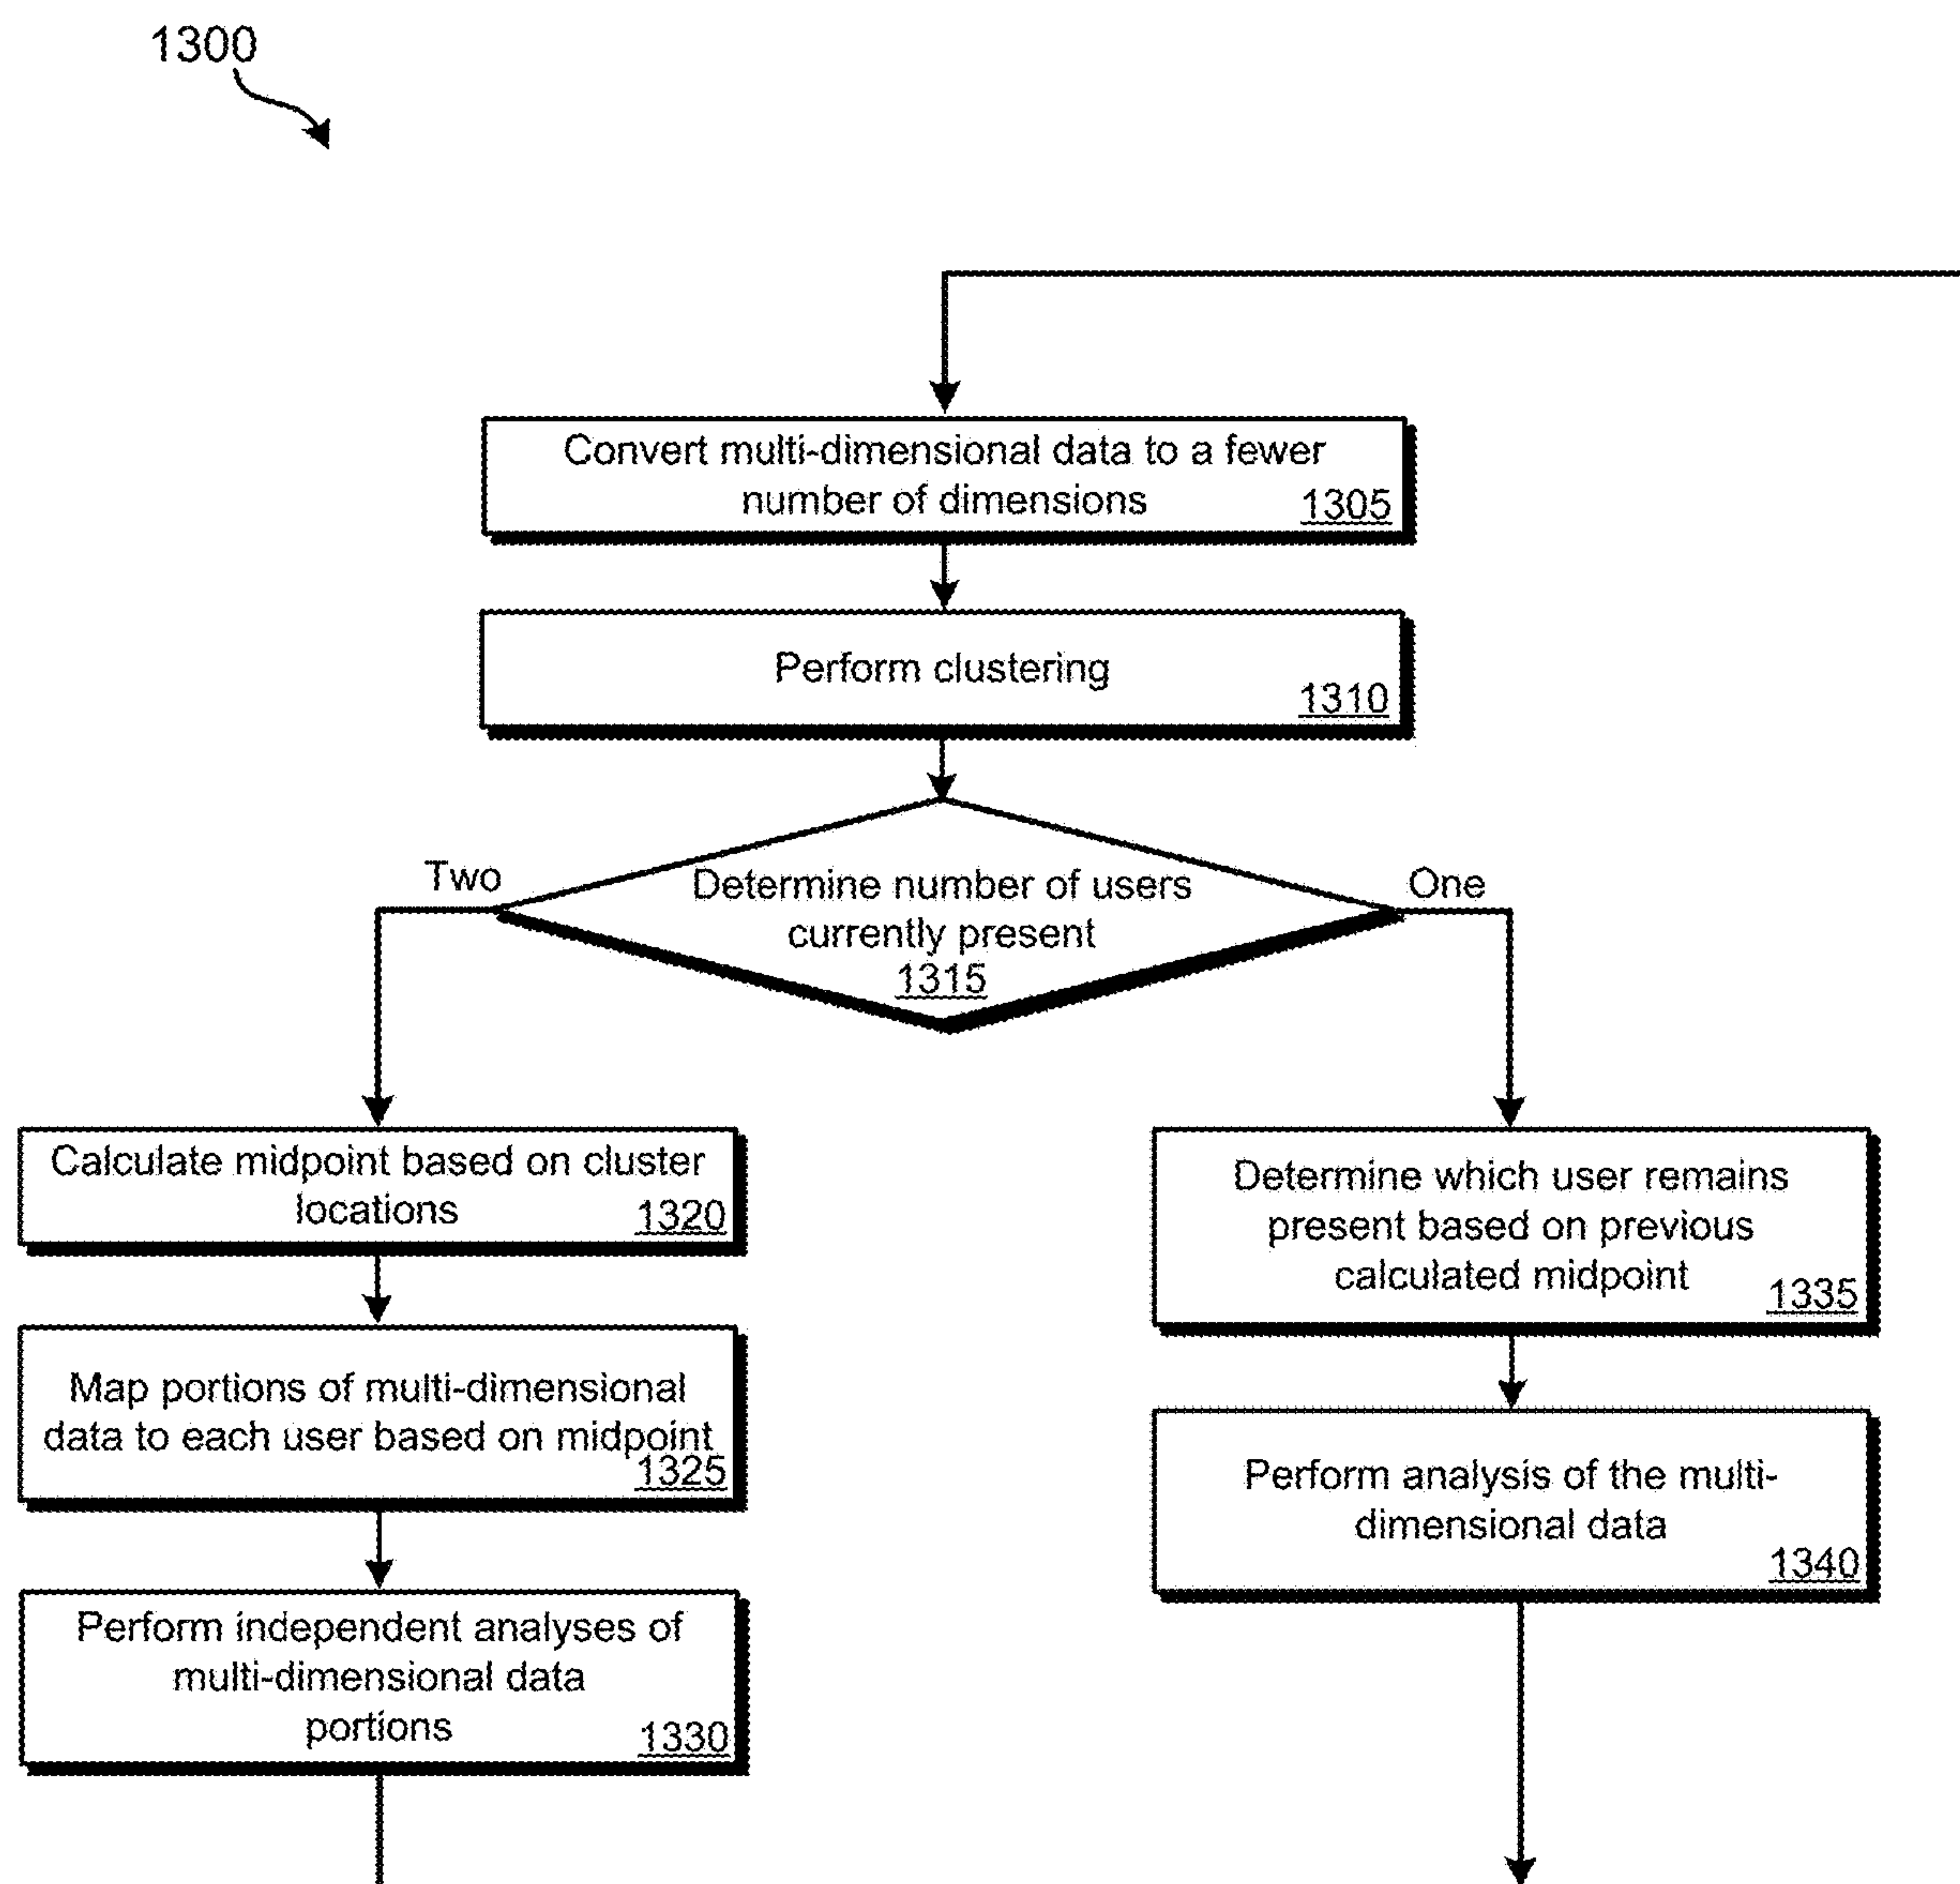 1300
Convert multi-dimensional data to a fewer
number of dimensions
1305
Perform clustering
1310
Two
One
Determine number of users
currently present
1315
Calculate midpoint based on cluster
locations
1320
Map portions of multi-dimensional
data to each user based on midpoint
1325
Perform independent analyses of
multi-dimensional data
portions
1330
Determine which user remains
present based on previous
calculated midpoint
1335
Perform analysis of the multi-
dimensional data
1340